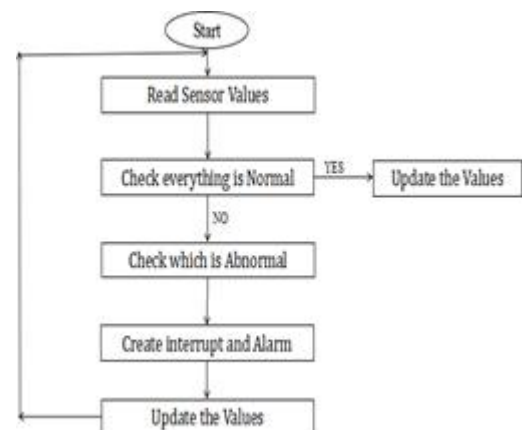 Start
Read Sensor Values
Check everything is Normal
YES
Update the Values
NO
Check which is Abnormal
Create interrupt and Alarm
Update the Values